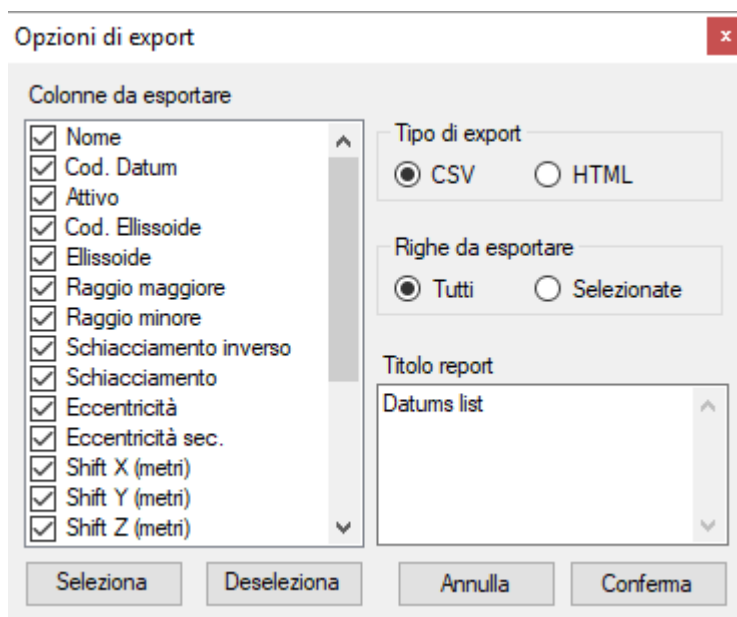 Opzioni di export
x
Colonne da esportare
Nome
Cod. Datum
Attivo
Cod. Ellissoide
Ellissoide
Raggio maggiore
Raggio minore
Schiacciamento inverso
Schiacciamento
Eccentricità
Eccentricità sec.
Shift X (metri)
Shift Y (metri)
Shift Z (metri)
Seleziona Deseleziona
Tipo di export
CSV HTML
Righe da esportare
Tutti Selezionate
Titolo report
Datums list
Annulla Conferma